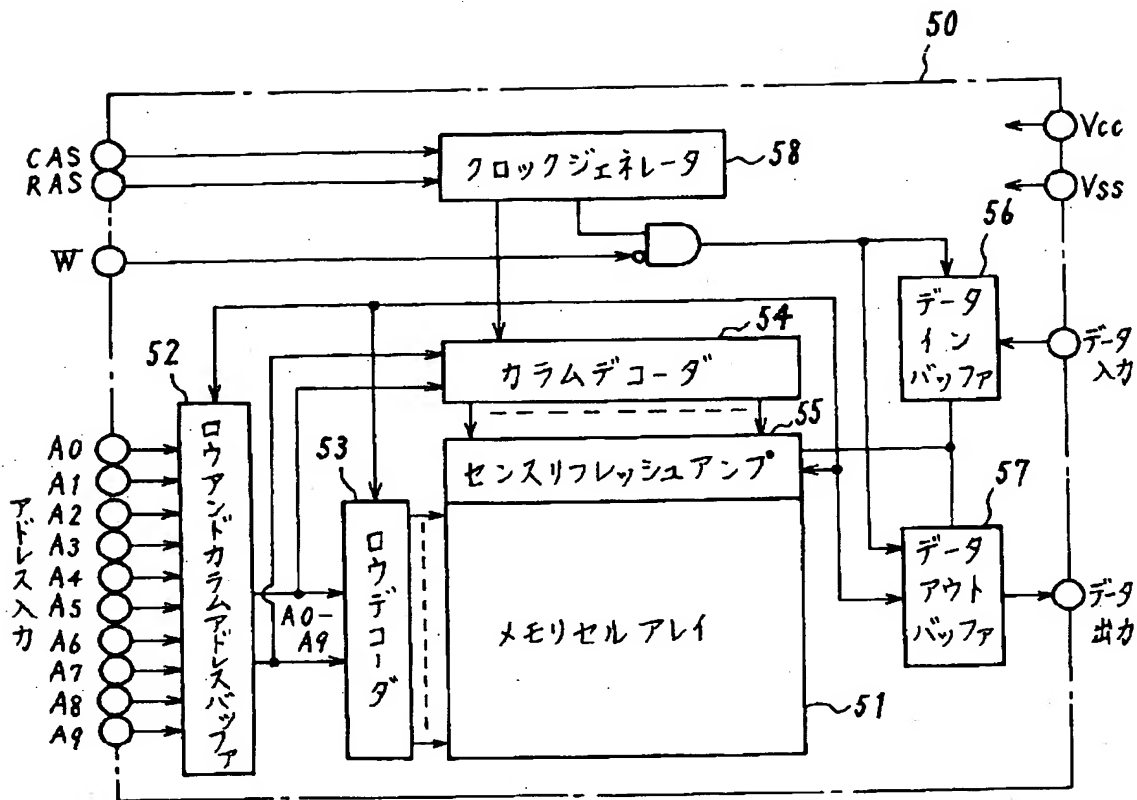 50
CAS
RAS
W
クロックジェネレータ
58
Vcc
Vss
56
データ
イン
バッファ
データ
入力
54
カラムデコーダ
52
ロウアンドカラムアドレスバッファ
アドレス入力
A0
A1
A2
A3
A4
A5
A6
A7
A8
A9
53
ロウデコーダ
A0-
A9
55
センスリフレッシュアンプ
メモリセルアレイ
51
57
データ
アウト
バッファ
データ
出力